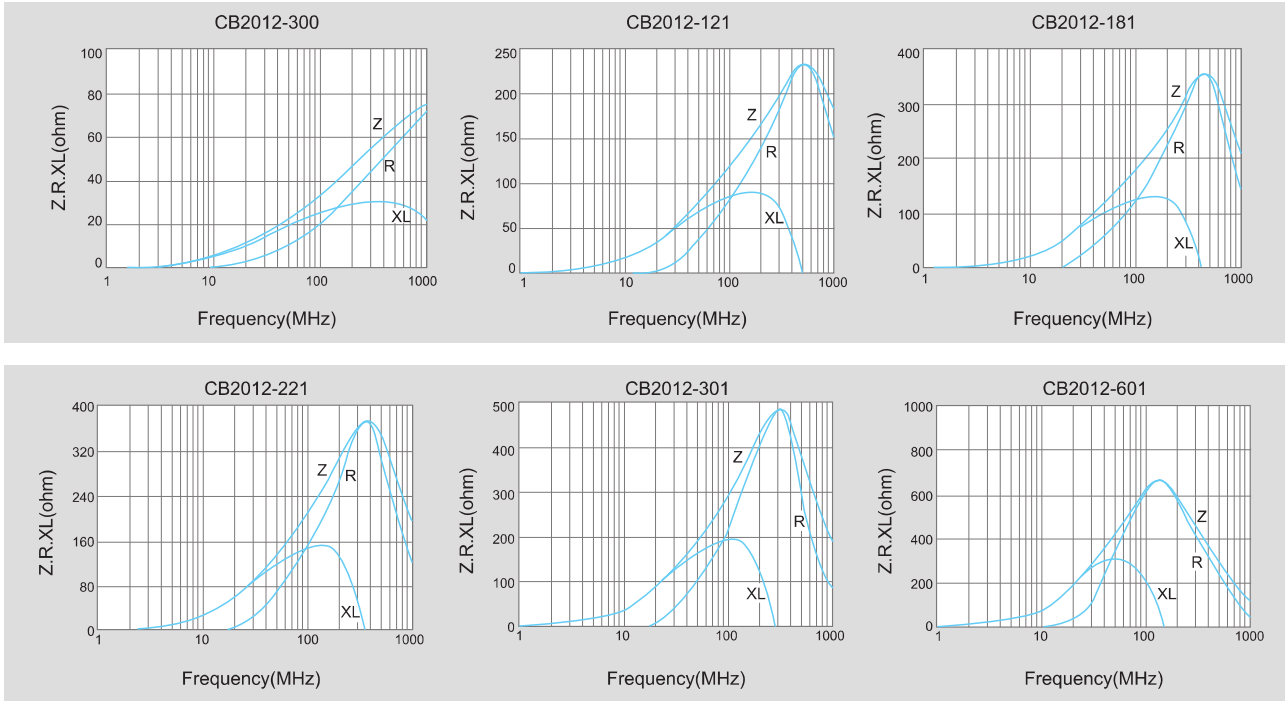 CB2012-300
Z.R.XL(ohm)
100
80
60
40
20
0
Z
R
XL
1
10
100
1000
Frequency(MHz)
CB2012-121
Z.R.XL(ohm)
250
200
150
100
50
0
Z
R
XL
1
10
100
1000
Frequency(MHz)
CB2012-181
Z.R.XL(ohm)
400
300
200
100
0
Z
R
XL
1
10
100
1000
Frequency(MHz)
CB2012-221
Z.R.XL(ohm)
400
320
240
160
80
0
Z R
XL
1
10
100
1000
Frequency(MHz)
CB2012-301
Z.R.XL(ohm)
500
400
300
200
100
0
Z
R
XL
1
10
100
1000
Frequency(MHz)
CB2012-601
Z.R.XL(ohm)
1000
800
600
400
200
0
Z
R
XL
1
10
100
1000
Frequency(MHz)